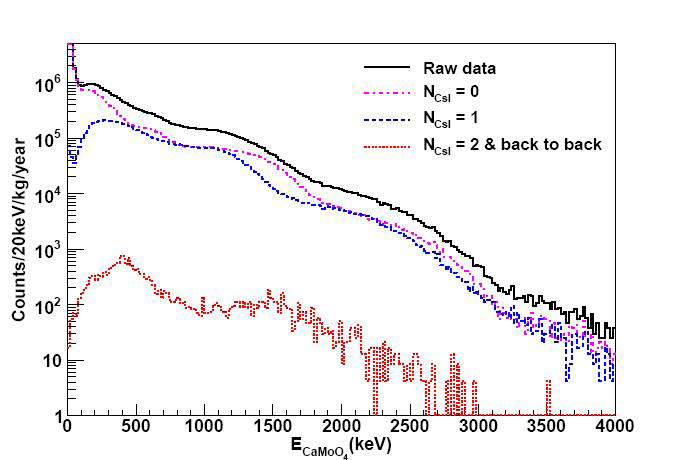 Raw data
N_CsI = 0
N_CsI = 1
N_CsI = 2 & back to back
Counts/20keV/kg/year
10^6
10^5
10^4
10^3
10^2
10
1
0 500 1000 1500 2000 2500 3000 3500 4000
E_CaMoO_4 (keV)